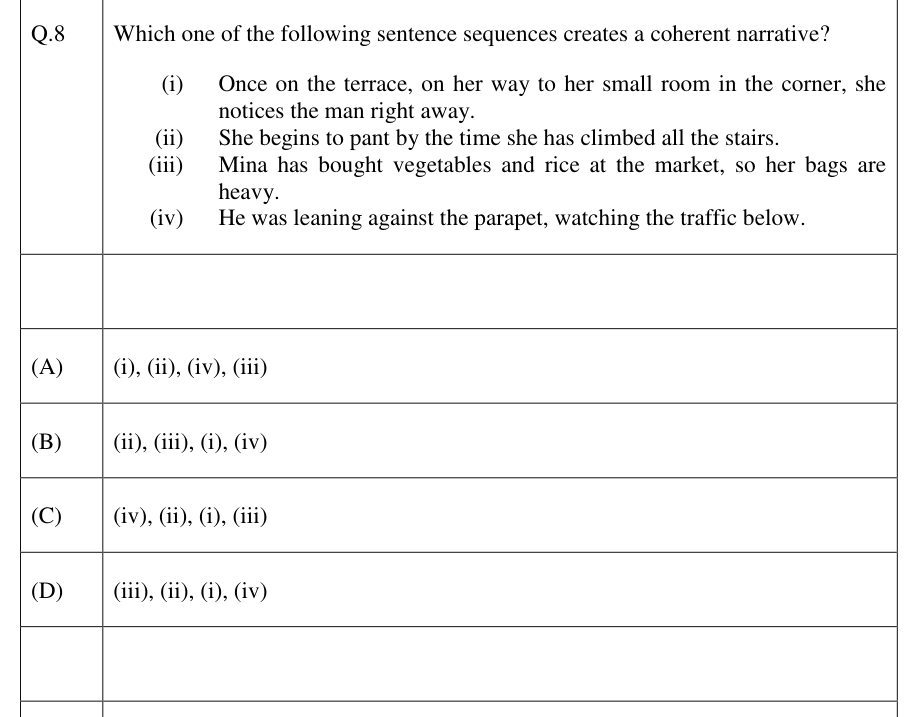 Q.8 Which one of the following sentence sequences creates a coherent narrative?
(i) Once on the terrace, on her way to her small room in the corner, she
notices the man right away.
(ii) She begins to pant by the time she has climbed all the stairs.
(iii) Mina has bought vegetables and rice at the market, so her bags are
heavy.
(iv) He was leaning against the parapet, watching the traffic below.
(A) (i), (ii), (iv), (iii)
(B) (ii), (iii), (i), (iv)
(C) (iv), (ii), (i), (iii)
(D) (iii), (ii), (i), (iv)